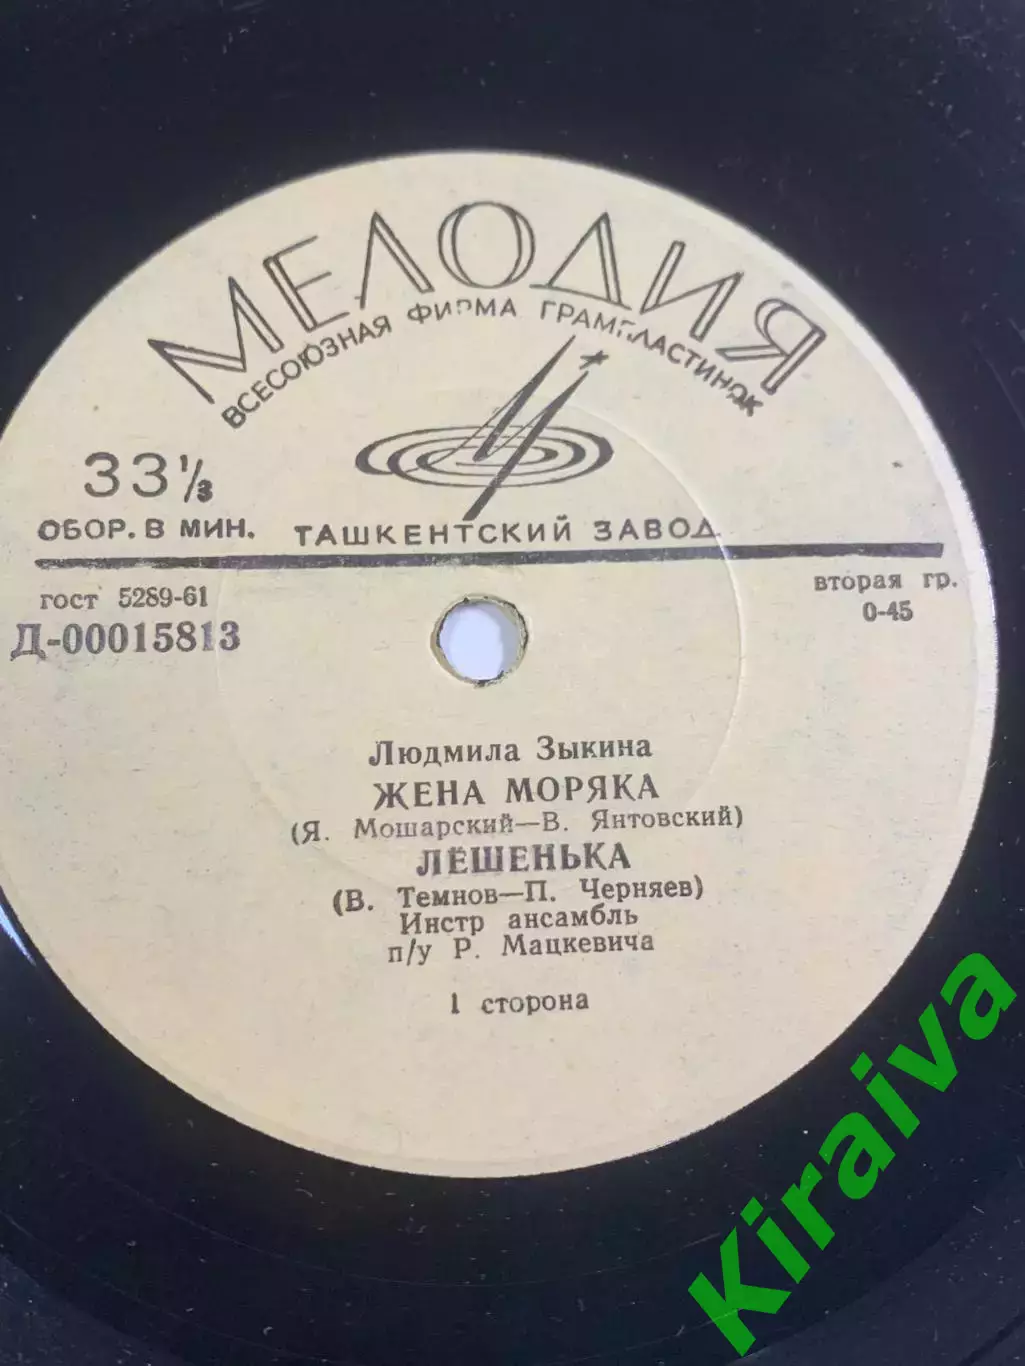 МЕЛОДИЯ
ВСЕСОЮЗНАЯ ФИРМА ГРАМПЛАСТИНОК
33⅓
ОБОР. В МИН.
ТАШКЕНТСКИЙ ЗАВОД
гост 5289-61
вторая гр.
Д-00015813
0-45
Людмила Зыкина
ЖЕНА МОРЯКА
(Я. Мошарский—В. Янтовский)
ЛЁШЕНЬКА
(В. Темнов—П. Черняев)
Инстр ансамбль
п/у Р. Мацкевича
1 сторона
Kiraiva